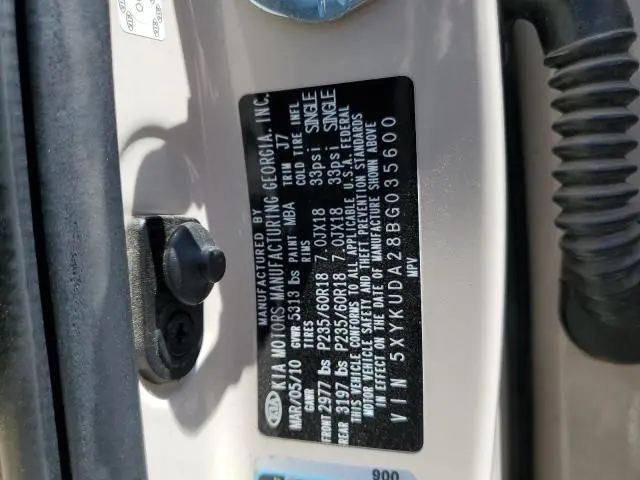 MANUFACTURED BY
KIA KIA MOTORS MANUFACTURING GEORGIA, INC.
MAR/05/10 GVWR 5313 lbs PAINT MBA TRIM J7
GAWR TIRES RIMS COLD TIRE INFL
FRONT 2977 lbs P235/60R18 7.0JX18 33psi SINGLE
REAR 3197 lbs P235/60R18 7.0JX18 33psi SINGLE
THIS VEHICLE CONFORMS TO ALL APPLICABLE U.S.A. FEDERAL
MOTOR VEHICLE SAFETY AND THEFT PREVENTION STANDARDS
IN EFFECT ON THE DATE OF MANUFACTURE SHOWN ABOVE
VIN 5XYKUDA28BG035600
MPV
900